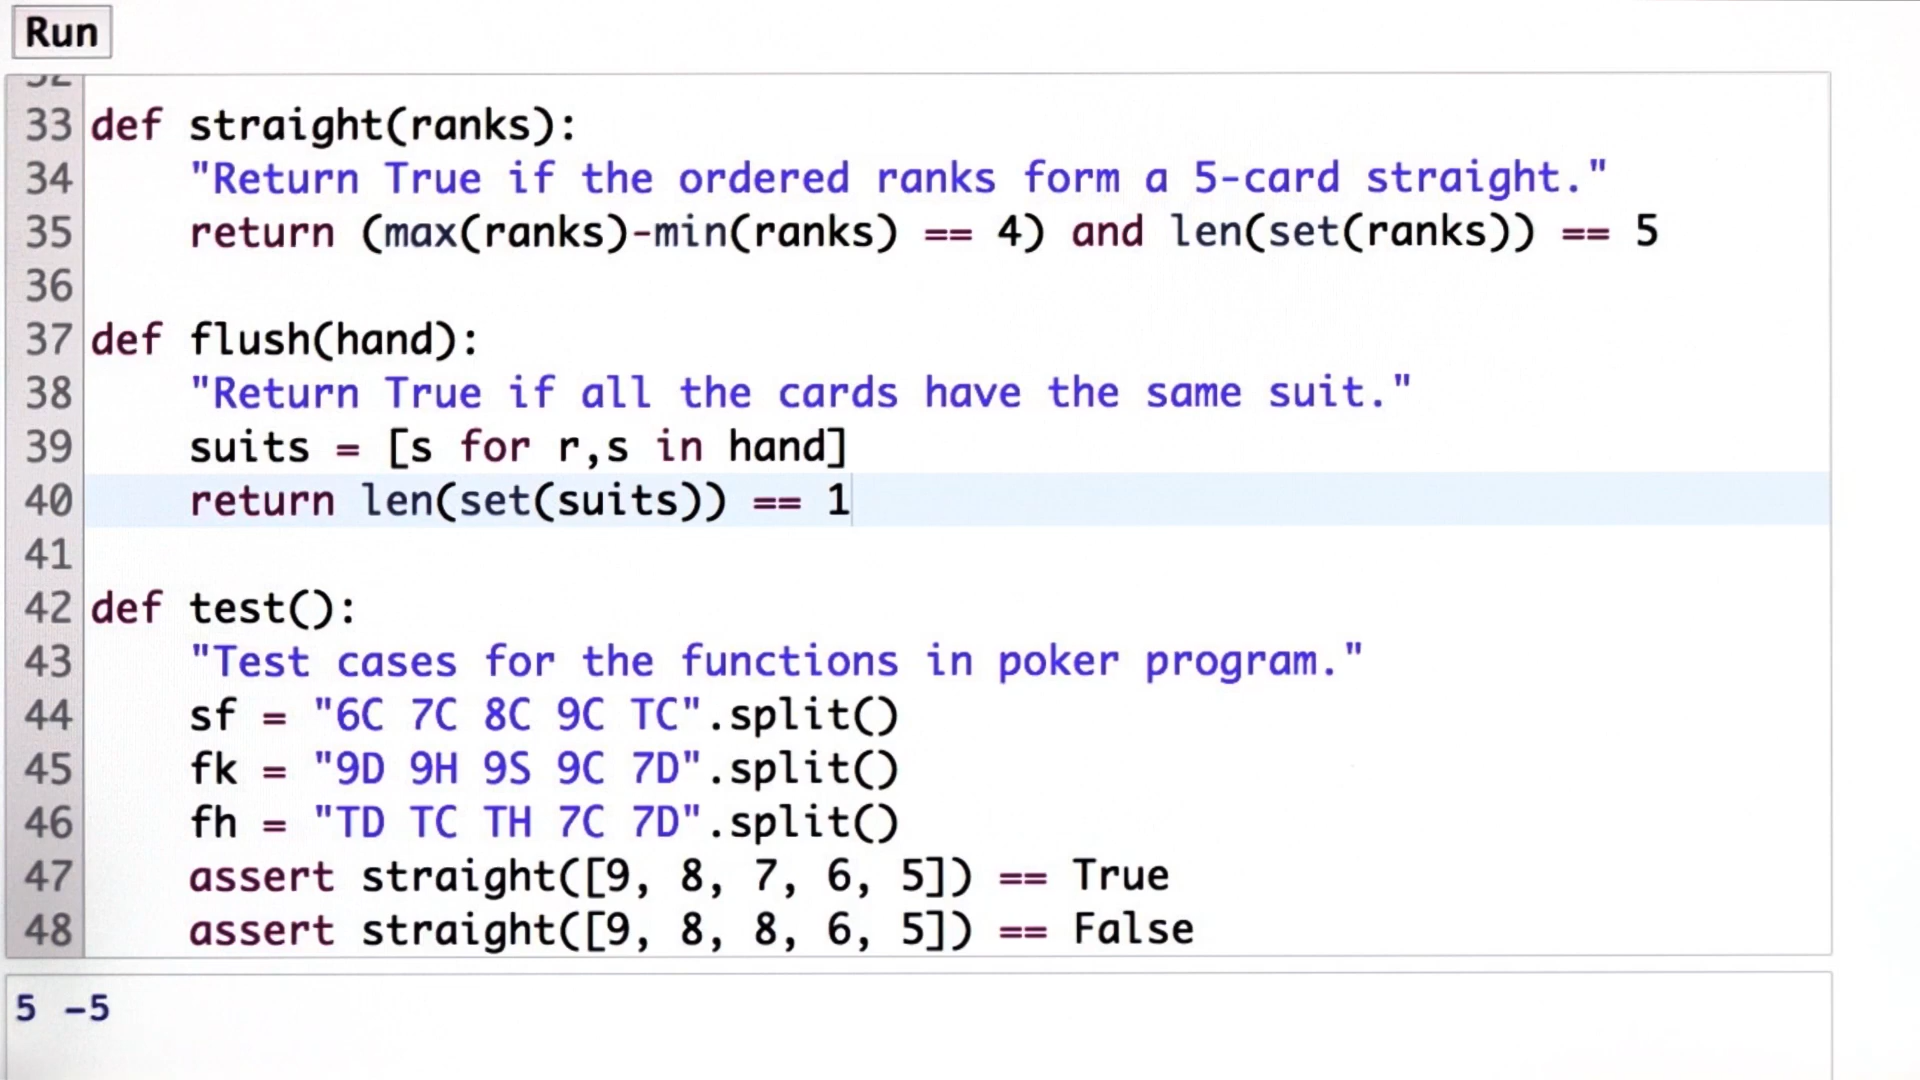 Run
32
33 def straight(ranks):
34     "Return True if the ordered ranks form a 5-card straight."
35     return (max(ranks)-min(ranks) == 4) and len(set(ranks)) == 5
36
37 def flush(hand):
38     "Return True if all the cards have the same suit."
39     suits = [s for r,s in hand]
40     return len(set(suits)) == 1
41
42 def test():
43     "Test cases for the functions in poker program."
44     sf = "6C 7C 8C 9C TC".split()
45     fk = "9D 9H 9S 9C 7D".split()
46     fh = "TD TC TH 7C 7D".split()
47     assert straight([9, 8, 7, 6, 5]) == True
48     assert straight([9, 8, 8, 6, 5]) == False
5 -5